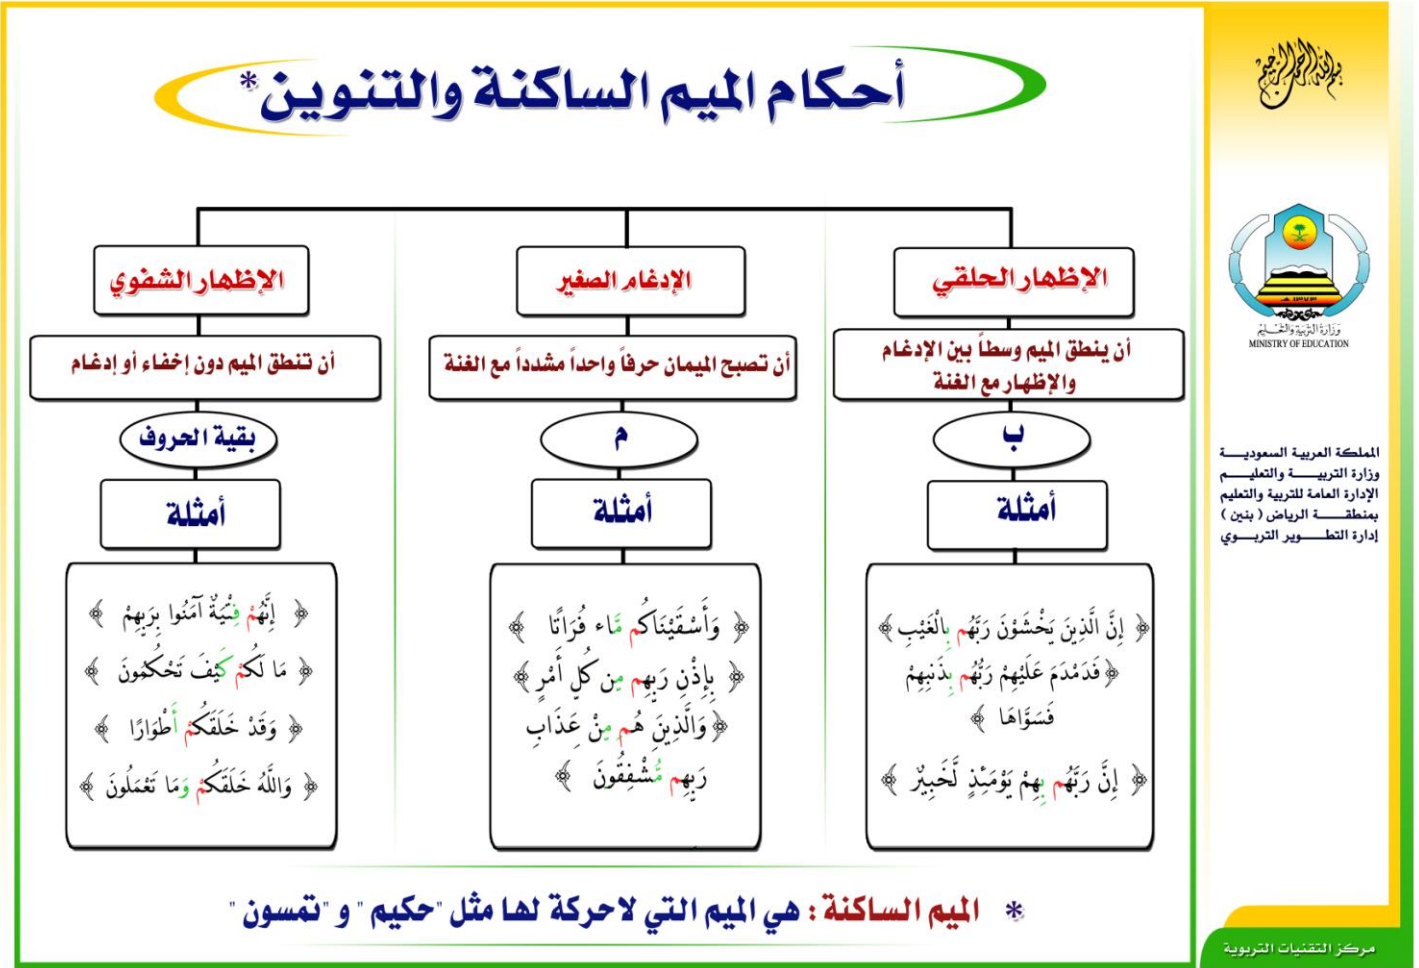 أحكام الميم الساكنة والتنوين*
الإظهار الحلقي
أن ينطق الميم وسطاً بين الإدغام
والإظهار مع الغنة
ب
أمثلة
﴿ إِنَّ الَّذِينَ يَخْشَوْنَ رَبَّهُم بِالْغَيْبِ ﴾
﴿ فَدَمْدَمَ عَلَيْهِمْ رَبُّهُم بِذَنبِهِمْ
فَسَوَّاهَا ﴾
﴿ إِنَّ رَبَّهُم بِهِمْ يَوْمَئِذٍ لَّخَبِيرٌ ﴾
الإدغام الصغير
أن تصبح الميمان حرفاً واحداً مشدداً مع الغنة
م
أمثلة
﴿ وَأَسْقَيْنَاكُم مَّاء فُرَاتًا ﴾
﴿ بِإِذْنِ رَبِّهِم مِن كُلِّ أَمْرٍ ﴾
﴿ وَالَّذِينَ هُم مِنْ عَذَابِ
رَبِّهِم مُّشْفِقُونَ ﴾
الإظهار الشفوي
أن تنطق الميم دون إخفاء أو إدغام
بقية الحروف
أمثلة
﴿ إِنَّهُمْ فِتْيَةٌ آمَنُوا بِرَبِّهِمْ ﴾
﴿ مَا لَكُمْ كَيْفَ تَحْكُمُونَ ﴾
﴿ وَقَدْ خَلَقَكُمْ أَطْوَارًا ﴾
﴿ وَاللَّهُ خَلَقَكُمْ وَمَا تَعْمَلُونَ ﴾
* الميم الساكنة : هي الميم التي لاحركة لها مثل "حكيم " و "تمسون "
بسم الله الرحمن الرحيم
وزارة التربية والتعليم
MINISTRY OF EDUCATION
المملكة العربية السعودية
وزارة التربية والتعليم
الإدارة العامة للتربية والتعليم
بمنطقة الرياض ( بنين )
إدارة التطوير التربوي
مركز التقنيات التربوية